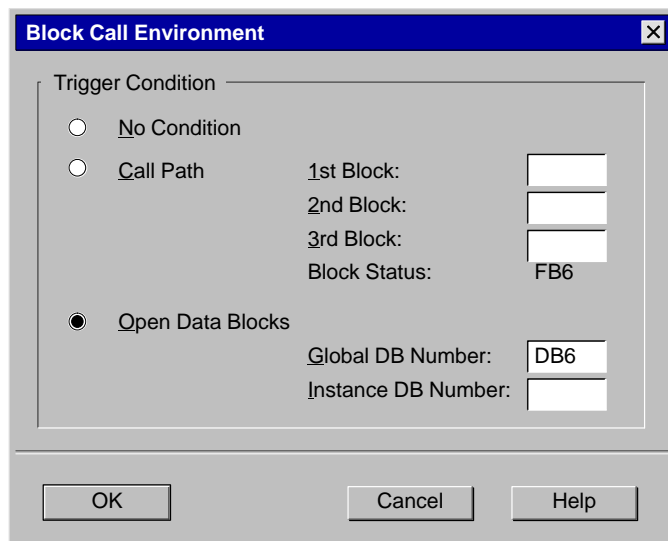 Block Call Environment
Trigger Condition
No Condition
Call Path
1st Block:
2nd Block:
3rd Block:
Block Status: FB6
Open Data Blocks
Global DB Number: DB6
Instance DB Number:
OK Cancel Help